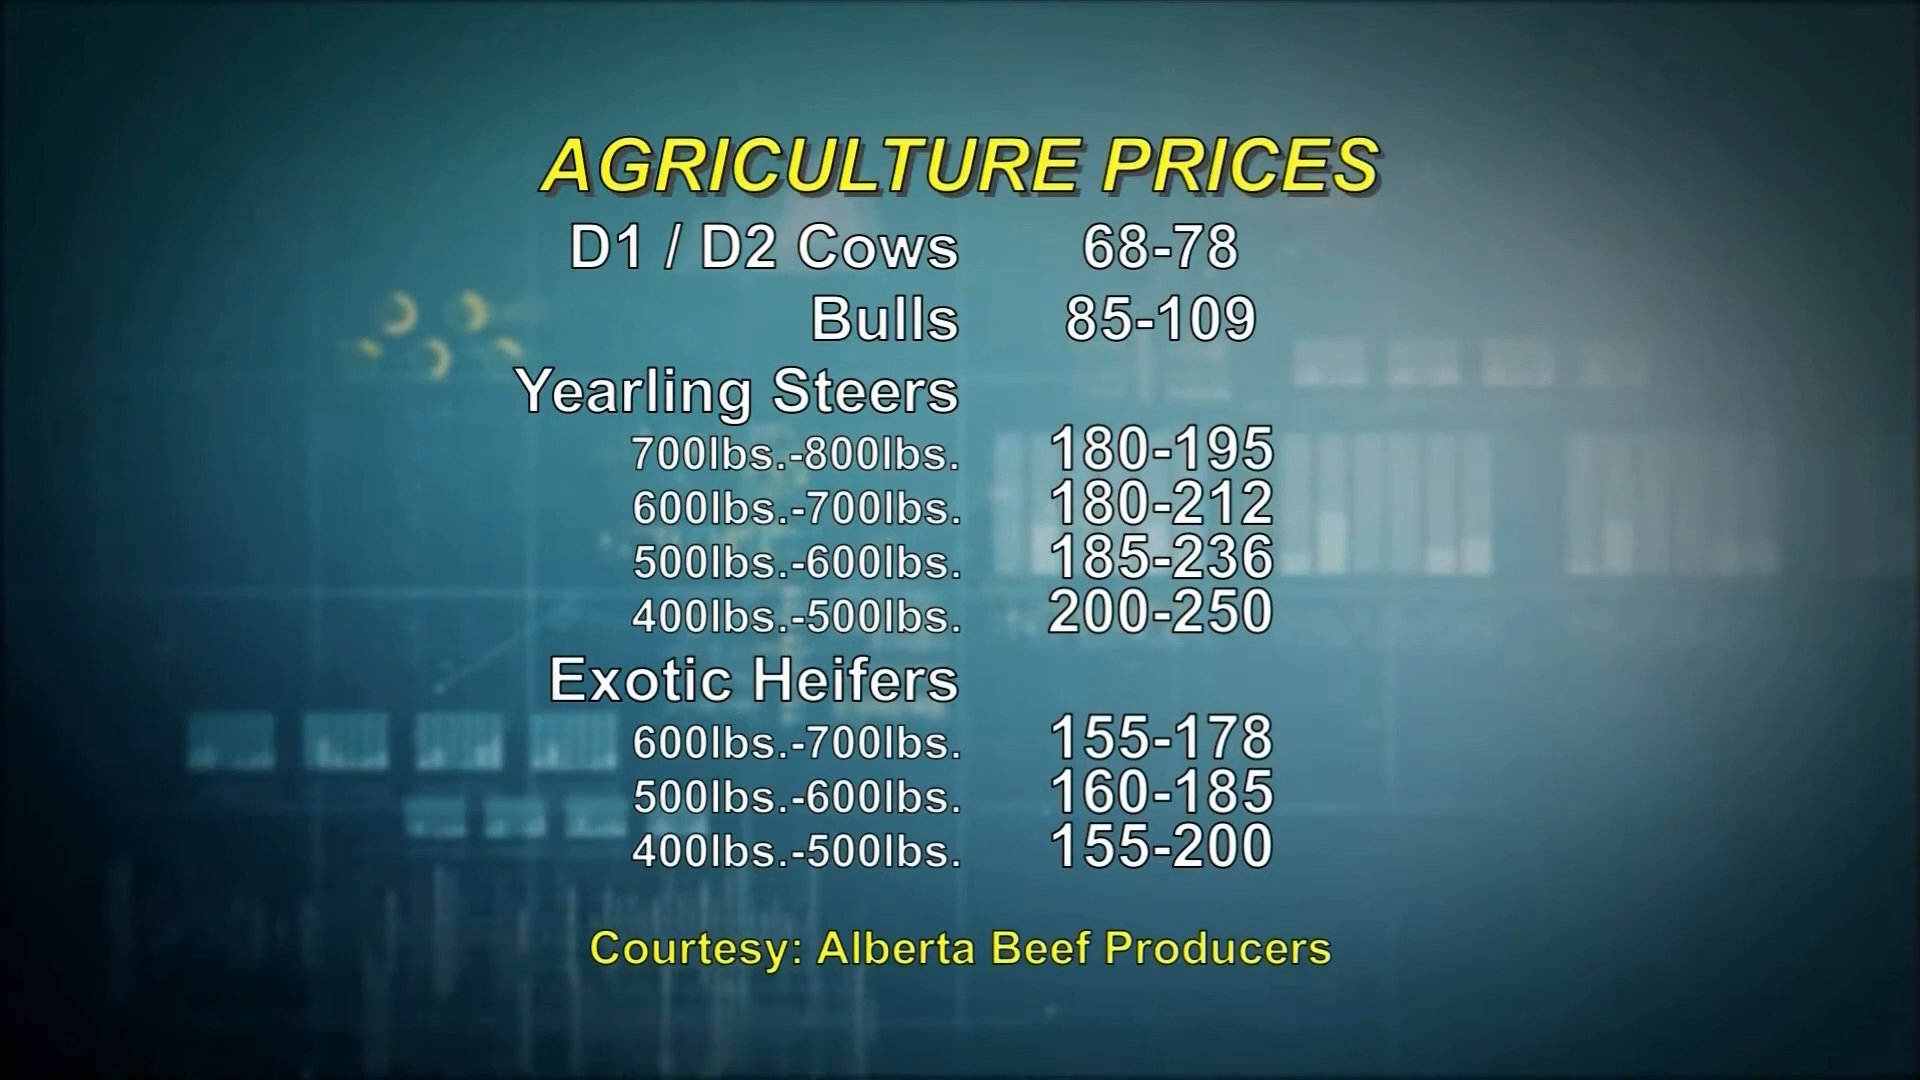 AGRICULTURE PRICES
D1 / D2 Cows 68-78
Bulls 85-109
Yearling Steers
700lbs.-800lbs. 180-195
600lbs.-700lbs. 180-212
500lbs.-600lbs. 185-236
400lbs.-500lbs. 200-250
Exotic Heifers
600lbs.-700lbs. 155-178
500lbs.-600lbs. 160-185
400lbs.-500lbs. 155-200
Courtesy: Alberta Beef Producers